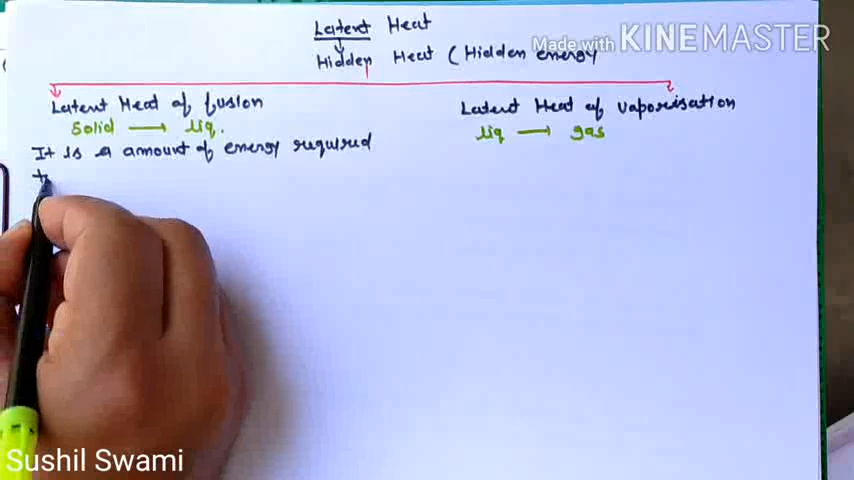 Latent Heat
Hidden Heat (Hidden energy
Made with KINEMASTER
Latent Heat of fusion
Solid → liq.
It is a amount of energy required
t
Latent Heat of vaporisation
liq → gas
Sushil Swami